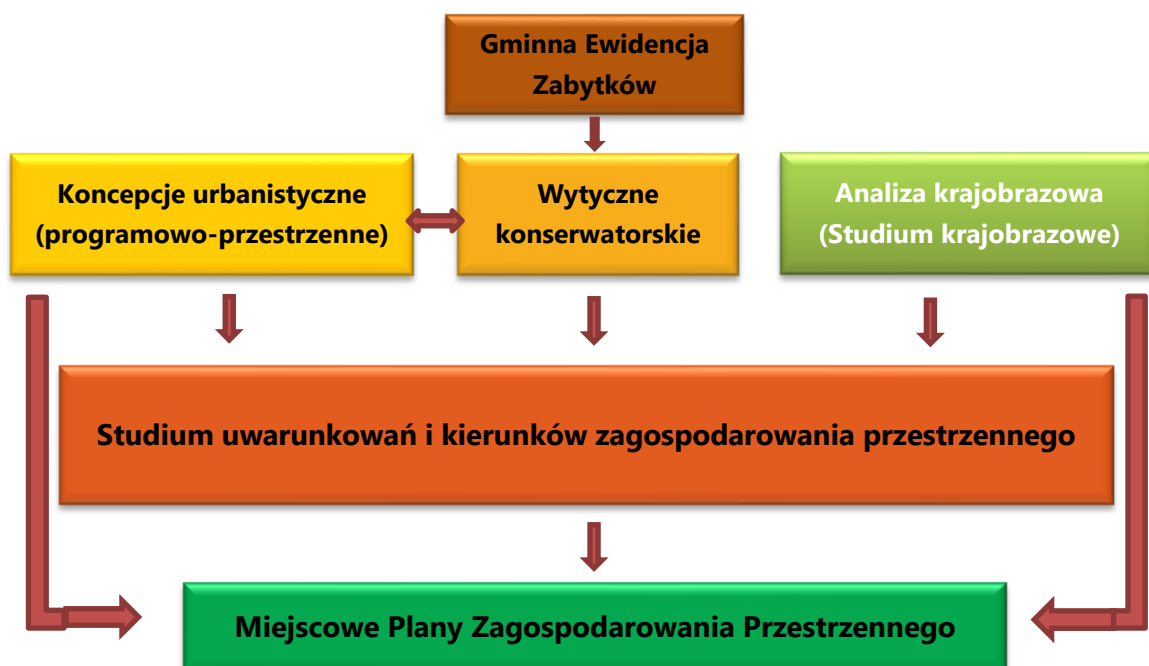 Gminna Ewidencja
Zabytków
Koncepcje urbanistyczne
(programowo-przestrzenne)
Wytyczne
konserwatorskie
Analiza krajobrazowa
(Studium krajobrazowe)
Studium uwarunkowań i kierunków zagospodarowania przestrzennego
Miejscowe Plany Zagospodarowania Przestrzennego